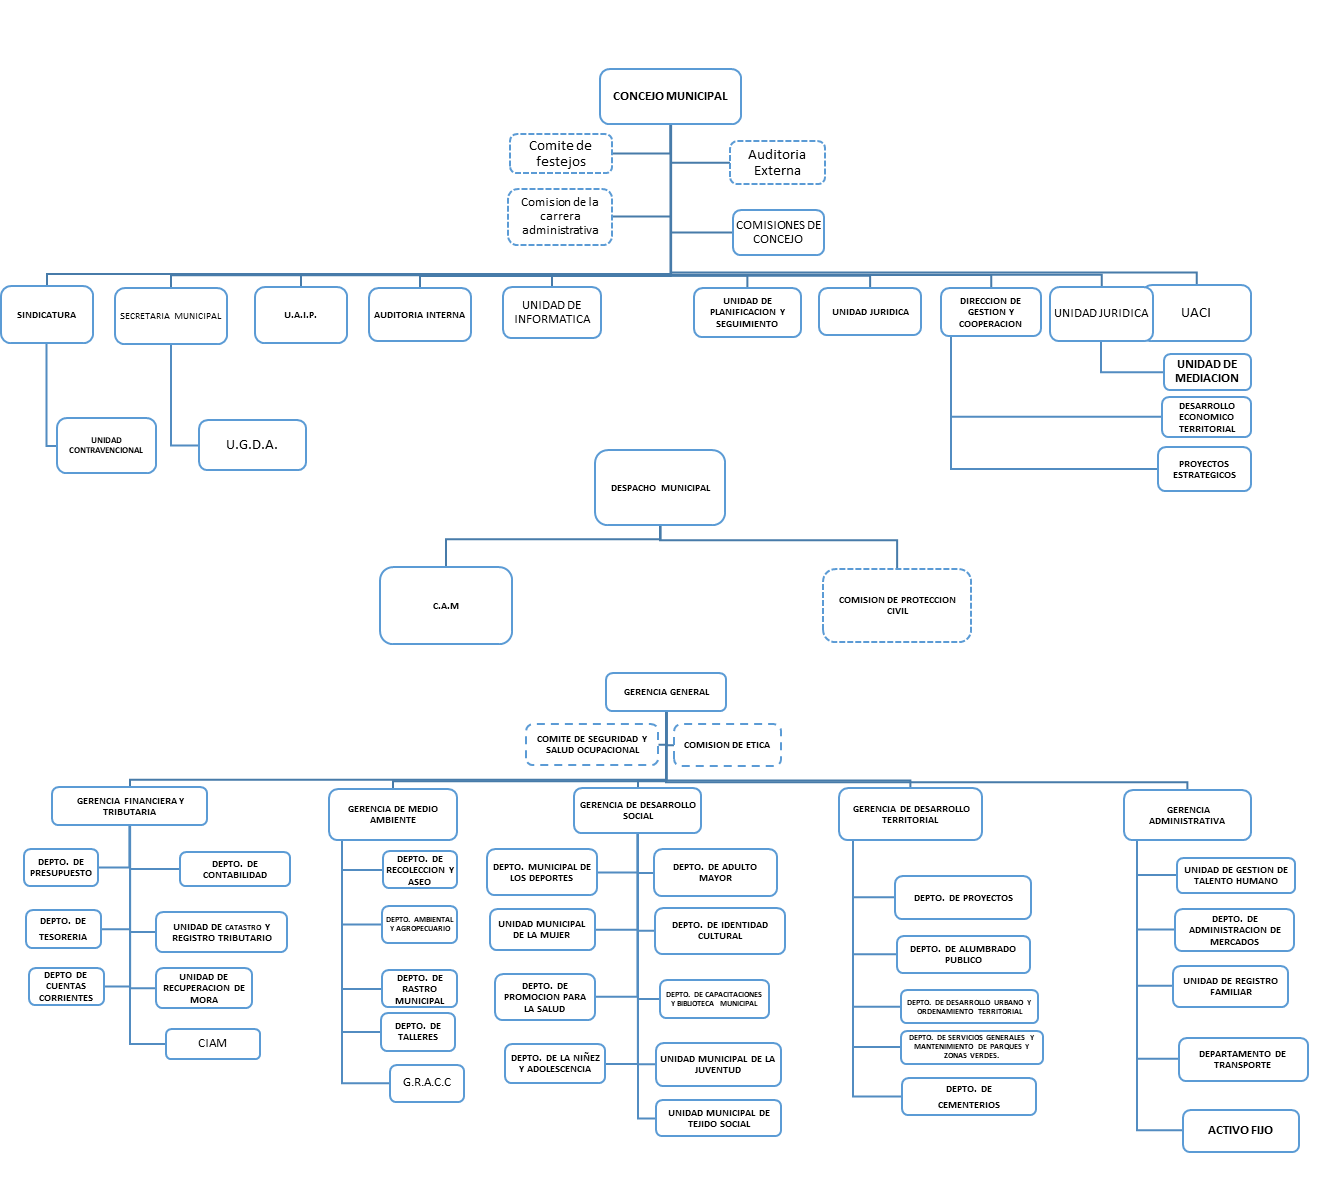 CONCEJO MUNICIPAL
Comite de
festejos
Auditoria
Externa
Comision de la
carrera
administrativa
COMISIONES DE
CONCEJO
SINDICATURA
SECRETARIA MUNICIPAL
U.A.I.P.
AUDITORIA INTERNA
UNIDAD DE
INFORMATICA
UNIDAD DE
PLANIFICACION Y
SEGUIMIENTO
UNIDAD JURIDICA
DIRECCION DE
GESTION Y
COOPERACION
UNIDAD JURIDICA
UACI
UNIDAD DE
MEDIACION
DESARROLLO
ECONOMICO
TERRITORIAL
PROYECTOS
ESTRATEGICOS
UNIDAD
CONTRAVENCIONAL
U.G.D.A.
DESPACHO MUNICIPAL
C.A.M
COMISION DE PROTECCION
CIVIL
GERENCIA GENERAL
COMITE DE SEGURIDAD Y
SALUD OCUPACIONAL
COMISION DE ETICA
GERENCIA FINANCIERA Y
TRIBUTARIA
GERENCIA DE MEDIO
AMBIENTE
GERENCIA DE DESARROLLO
SOCIAL
GERENCIA DE DESARROLLO
TERRITORIAL
GERENCIA
ADMINISTRATIVA
DEPTO. DE
PRESUPUESTO
DEPTO. DE
CONTABILIDAD
DEPTO. DE
TESORERIA
UNIDAD DE CATASTRO Y
REGISTRO TRIBUTARIO
DEPTO DE
CUENTAS
CORRIENTES
UNIDAD DE
RECUPERACION DE
MORA
CIAM
DEPTO. DE
RECOLECCION Y
ASEO
DEPTO. AMBIENTAL
Y AGROPECUARIO
DEPTO. DE
RASTRO
MUNICIPAL
DEPTO. DE
TALLERES
G.R.A.C.C
DEPTO. MUNICIPAL DE
LOS DEPORTES
DEPTO. DE ADULTO
MAYOR
UNIDAD MUNICIPAL
DE LA MUJER
DEPTO. DE IDENTIDAD
CULTURAL
DEPTO. DE
PROMOCION PARA
LA SALUD
DEPTO. DE CAPACITACIONES
Y BIBLIOTECA MUNICIPAL
DEPTO. DE LA NIÑEZ
Y ADOLESCENCIA
UNIDAD MUNICIPAL DE LA
JUVENTUD
UNIDAD MUNICIPAL DE
TEJIDO SOCIAL
DEPTO. DE PROYECTOS
DEPTO. DE ALUMBRADO
PUBLICO
DEPTO. DE DESARROLLO URBANO Y
ORDENAMIENTO TERRITORIAL
DEPTO. DE SERVICIOS GENERALES Y
MANTENIMIENTO DE PARQUES Y
ZONAS VERDES.
DEPTO. DE
CEMENTERIOS
UNIDAD DE GESTION DE
TALENTO HUMANO
DEPTO. DE
ADMINISTRACION DE
MERCADOS
UNIDAD DE REGISTRO
FAMILIAR
DEPARTAMENTO DE
TRANSPORTE
ACTIVO FIJO